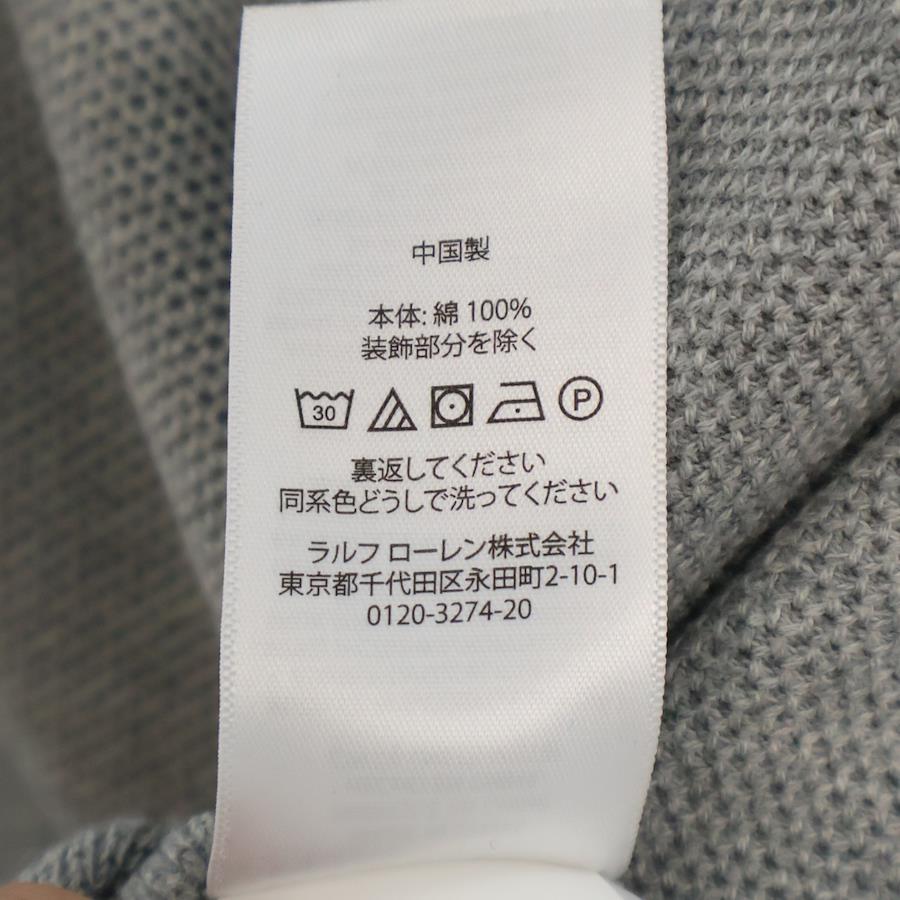 中国製
本体: 綿 100%
装飾部分を除く
30 P
裏返してください
同系色どうしで洗ってください
ラルフ ローレン株式会社
東京都千代田区永田町2-10-1
0120-3274-20